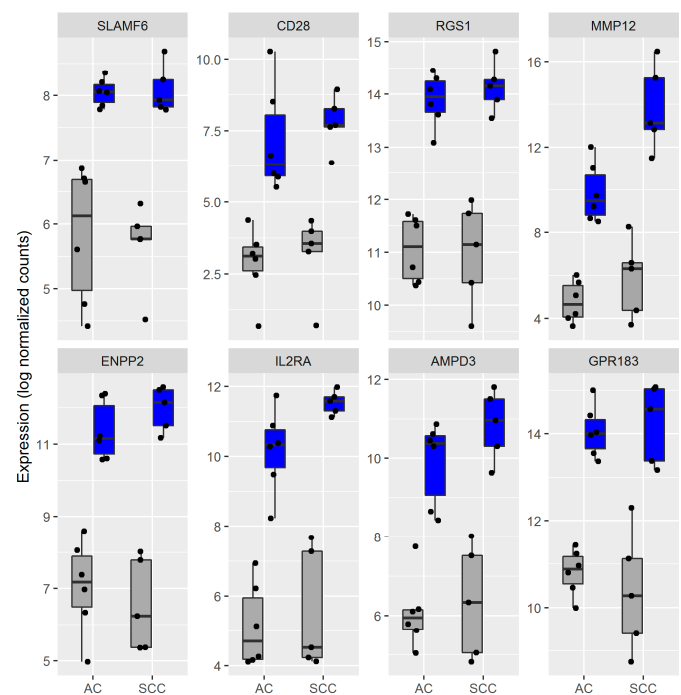 SLAMF6 CD28 RGS1 MMP12
8 7 6 5
10.0 7.5 5.0 2.5
15 14 13 12 11 10
16 12 8 4
Expression (log normalized counts)
ENPP2 IL2RA AMPD3 GPR183
11 9 7 5
12 10 8 6 4
12 10 8 6
14 12 10
AC SCC AC SCC AC SCC AC SCC